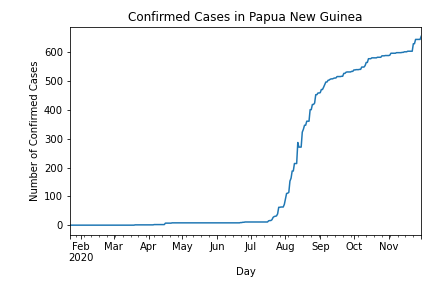 Confirmed Cases in Papua New Guinea
Number of Confirmed Cases
600
500
400
300
200
100
0
Feb Mar Apr May Jun Jul Aug Sep Oct Nov
2020
Day